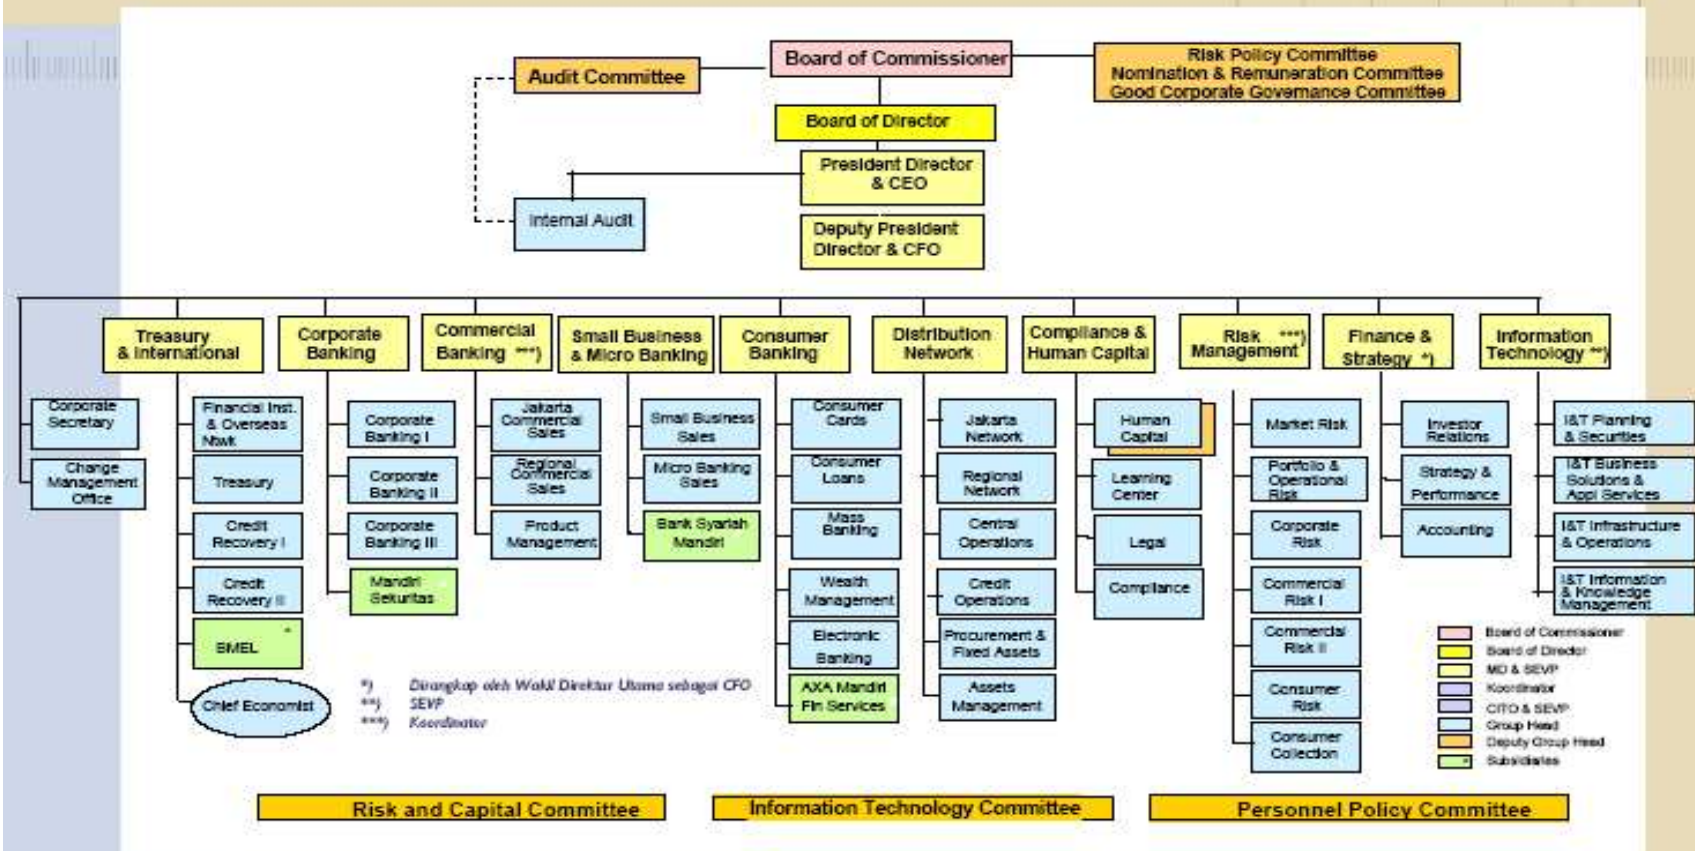 Board of Commissioner
Audit Committee
Risk Policy Committee
Nomination & Remuneration Committee
Good Corporate Governance Committee
Board of Director
President Director
& CEO
Internal Audit
Deputy President
Director & CFO
Treasury
& International
Corporate
Banking
Commercial
Banking ***)
Small Business
& Micro Banking
Consumer
Banking
Distribution
Network
Compliance &
Human Capital
Risk ***)
Management
Finance &
Strategy *)
Information
Technology **)
Corporate
Secretary
Change
Management
Office
Financial Inst.
& Overseas
Ntwk
Treasury
Credit
Recovery I
Credit
Recovery II
*
BMEL
Chief Economist
Corporate
Banking I
Corporate
Banking II
Corporate
Banking III
Mandiri
Sekuritas
Jakarta
Commercial
Sales
Regional
Commercial
Sales
Product
Management
Small Business
Sales
Micro Banking
Sales
Bank Syariah
Mandiri
Consumer
Cards
Consumer
Loans
Mass
Banking
Wealth
Management
Electronic
Banking
AXA Mandiri
Fin Services
Jakarta
Network
Regional
Network
Central
Operations
Credit
Operations
Procurement &
Fixed Assets
Assets
Management
Human
Capital
Learning
Center
Legal
Compliance
Market Risk
Portfolio &
Operational
Risk
Corporate
Risk
Commercial
Risk I
Commercial
Risk II
Consumer
Risk
Consumer
Collection
Investor
Relations
Strategy &
Performance
Accounting
I&T Planning
& Securities
I&T Business
Solutions &
Appl Services
I&T Infrastructure
& Operations
I&T Information
& Knowledge
Management
*) Dirangkap oleh Wakil Direktur Utama sebagai CFO
**) SEVP
***) Koordinator
Board of Commissioner
Board of Director
MD & SEVP
Koordinator
CITO & SEVP
Group Head
Deputy Group Head
* Subsidiaries
Risk and Capital Committee
Information Technology Committee
Personnel Policy Committee